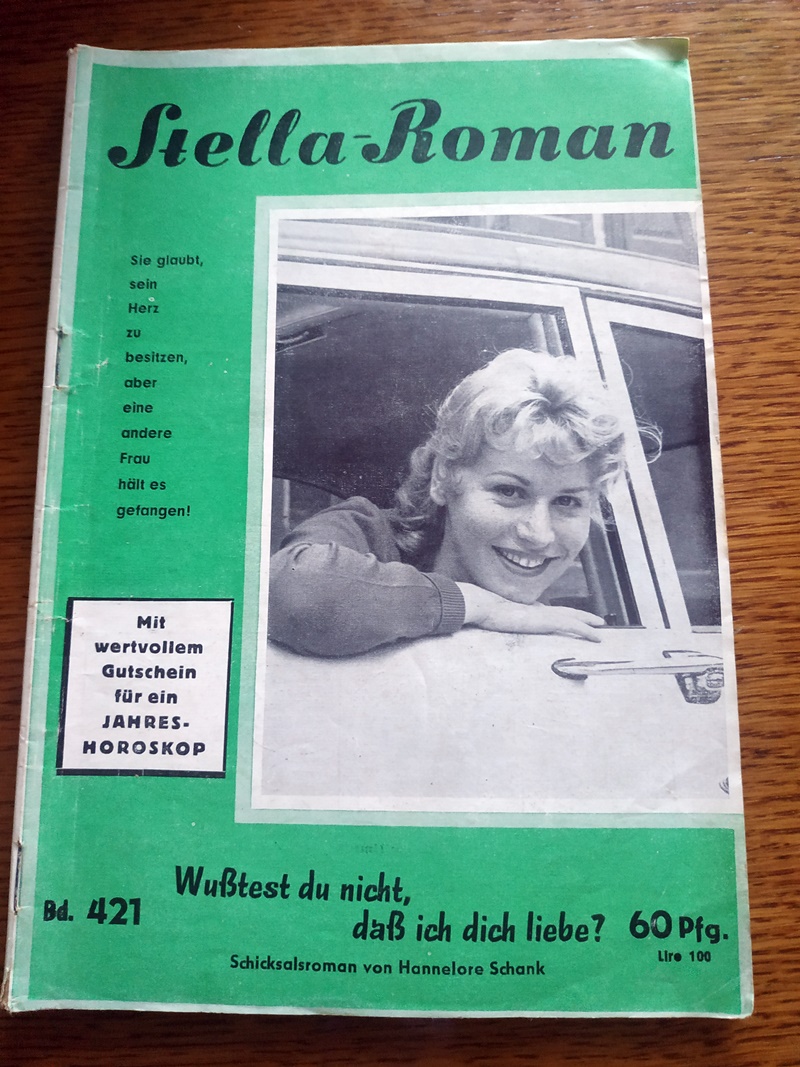 Stella-Roman
Sie glaubt,
sein
Herz
zu
besitzen,
aber
eine
andere
Frau
hält es
gefangen!
Mit
wertvollem
Gutschein
für ein
JAHRES-
HOROSKOP
Wußtest du nicht,
daß ich dich liebe?
Bd. 421
60 Pfg.
Lire 100
Schicksalsroman von Hannelore Schank